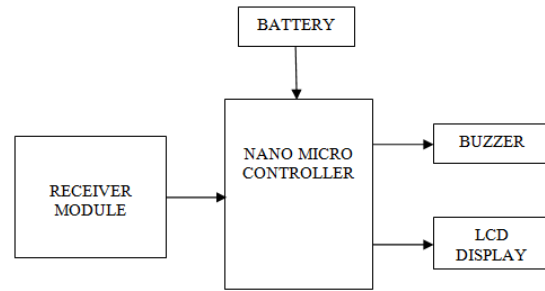 BATTERY
NANO MICRO
CONTROLLER
BUZZER
RECEIVER
MODULE
LCD
DISPLAY